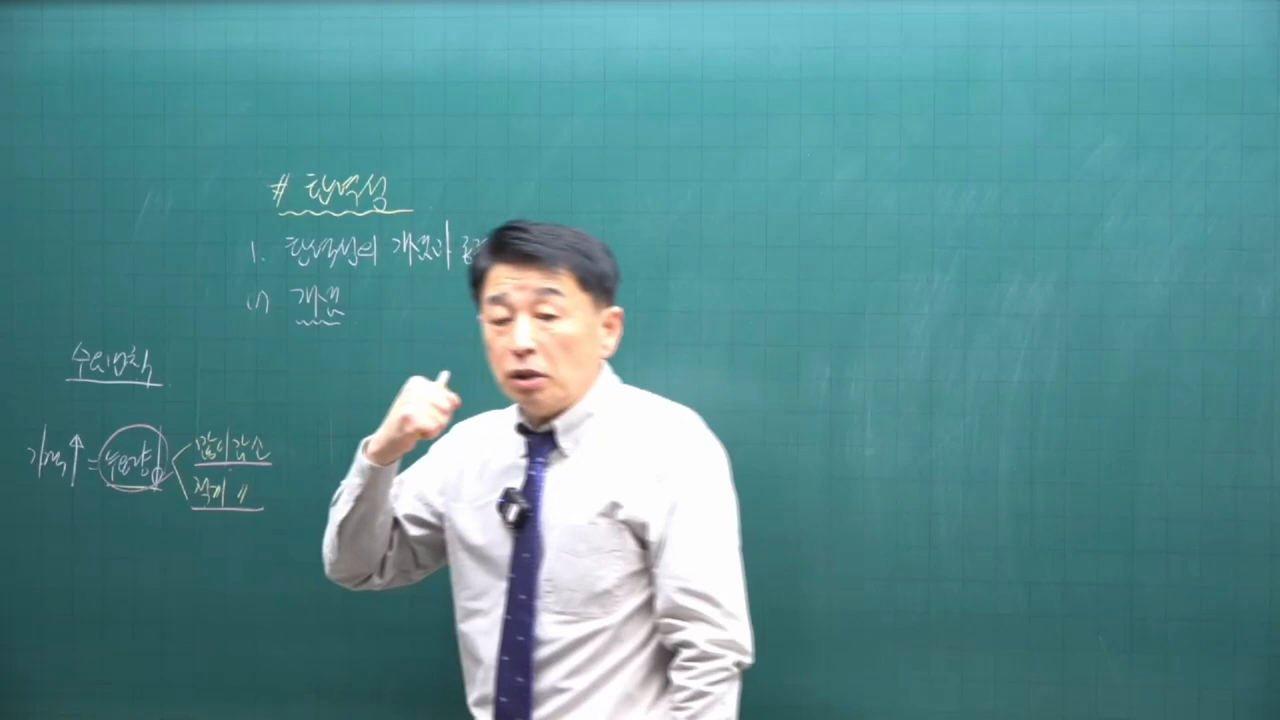 # 탄력성
1. 탄력성의 개념과
(1) 개념
수요법칙
가격↑ = 수요량↓ < 많이 감소
적게 〃